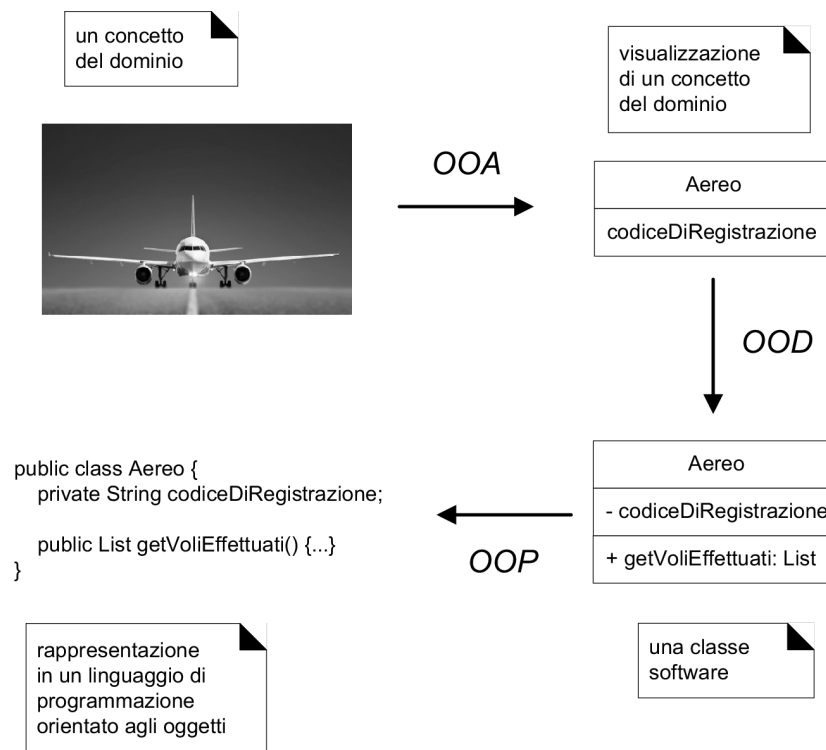 un concetto
del dominio
visualizzazione
di un concetto
del dominio
OOA
Aereo
codiceDiRegistrazione
OOD
Aereo
- codiceDiRegistrazione
+ getVoliEffettuati: List
una classe
software
OOP
public class Aereo {
private String codiceDiRegistrazione;
public List getVoliEffettuati() {...}
}
rappresentazione
in un linguaggio di
programmazione
orientato agli oggetti